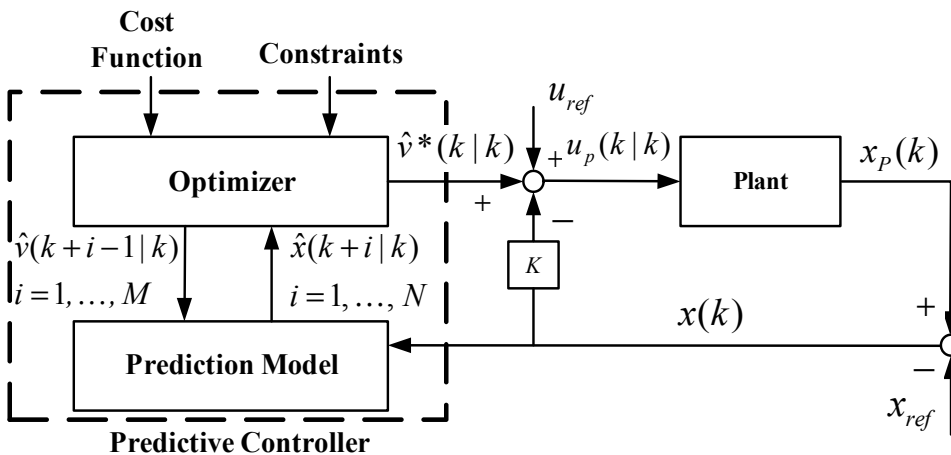 Cost
Function
Constraints
u_ref
v̂*(k | k)
+
u_p(k | k)
x_P(k)
Optimizer
Plant
+
−
v̂(k+i−1 | k)
x̂(k+i | k)
K
i=1,…,M
i=1,…,N
x(k)
+
Prediction Model
−
x_ref
Predictive Controller